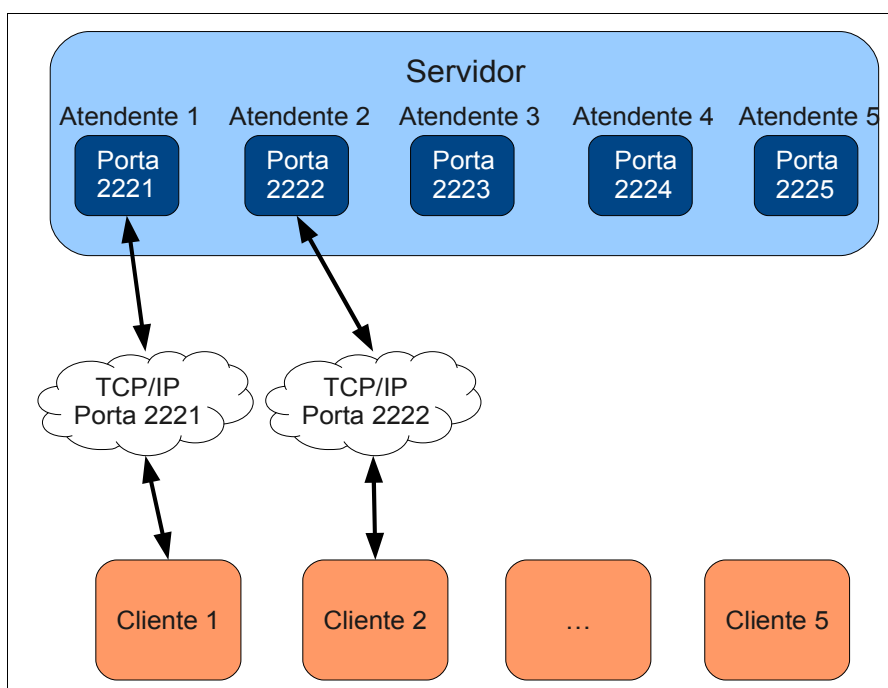 Servidor
Atendente 1
Atendente 2
Atendente 3
Atendente 4
Atendente 5
Porta
2221
Porta
2222
Porta
2223
Porta
2224
Porta
2225
TCP/IP
Porta 2221
TCP/IP
Porta 2222
Cliente 1
Cliente 2
...
Cliente 5